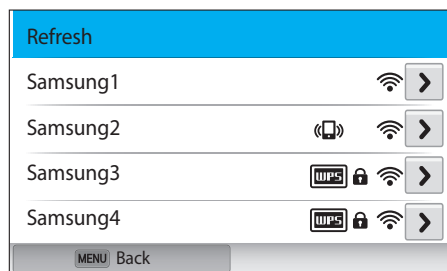 Refresh
Samsung1
Samsung2
Samsung3 WPS
Samsung4 WPS
MENU Back